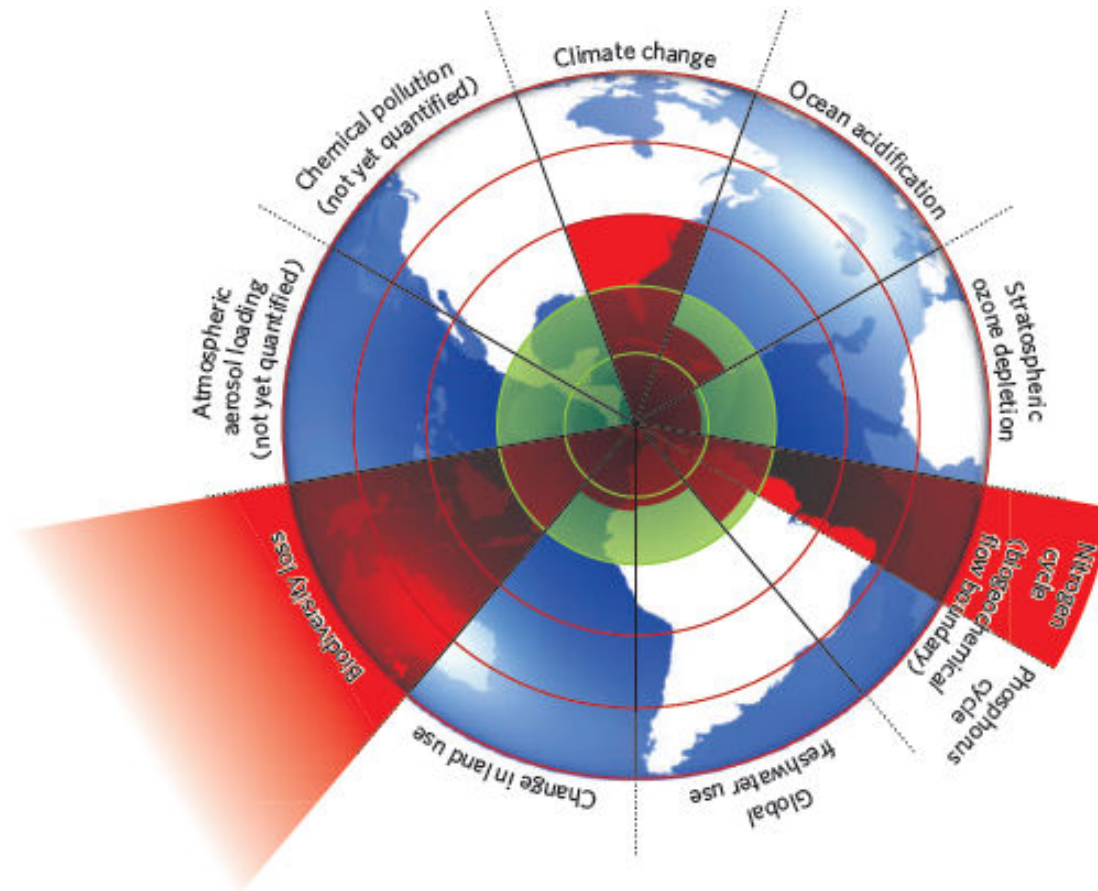 Climate change
Ocean acidification
Stratospheric
ozone depletion
Nitrogen
cycle
(biogeochemical
flow boundary)
Phosphorus
cycle
Global
freshwater use
Change in land use
Biodiversity loss
Atmospheric
aerosol loading
(not yet quantified)
Chemical pollution
(not yet quantified)